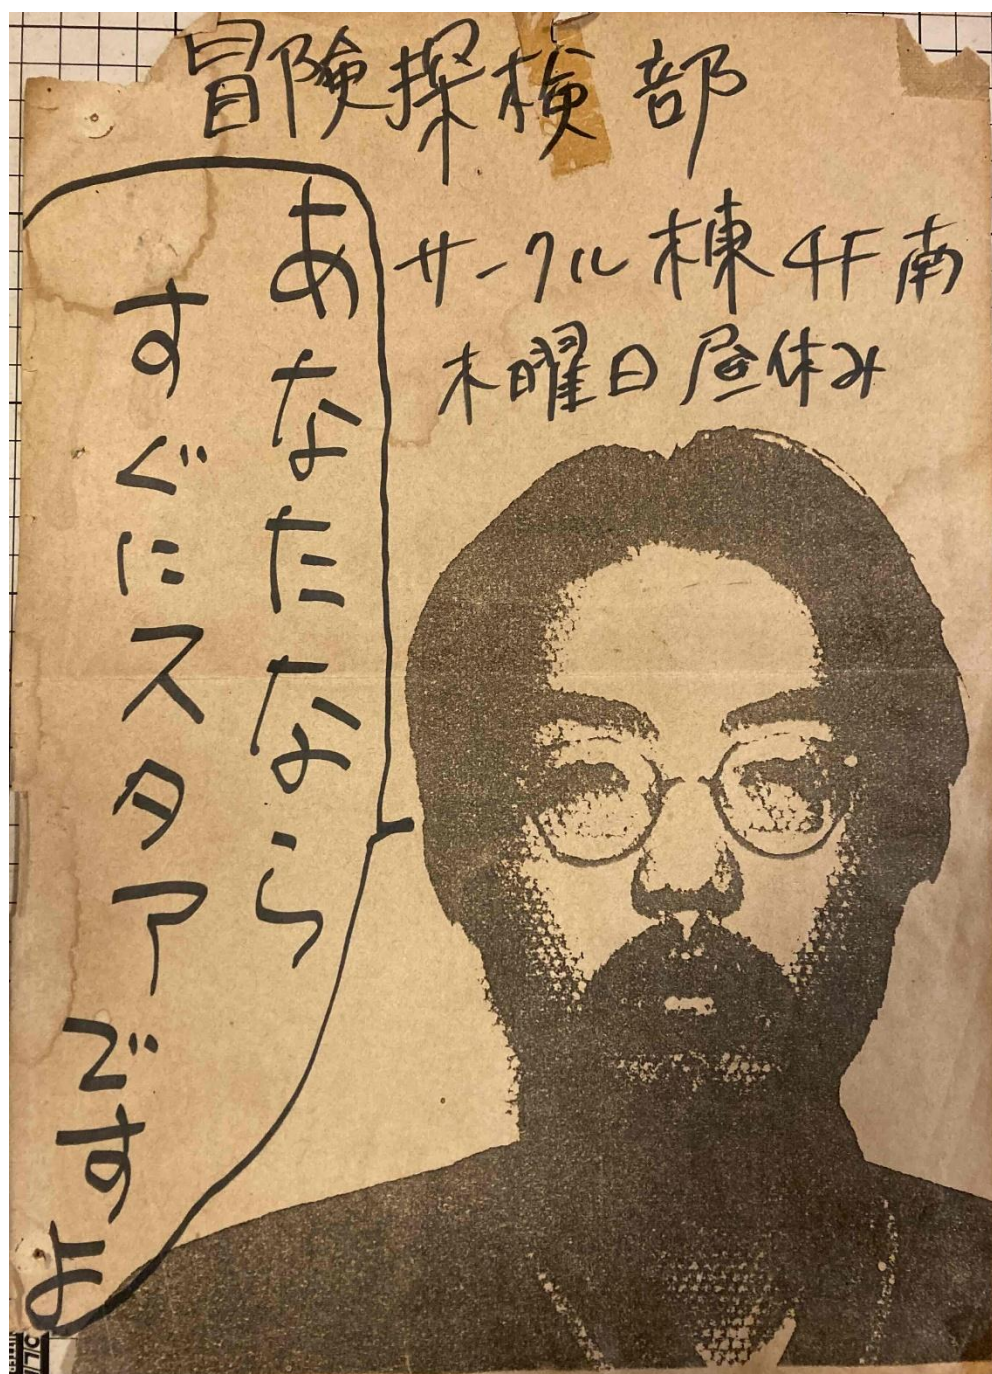 冒険探検部
サークル棟4F南
木曜日昼休み
あなたなら
すぐにスタア
ですよ